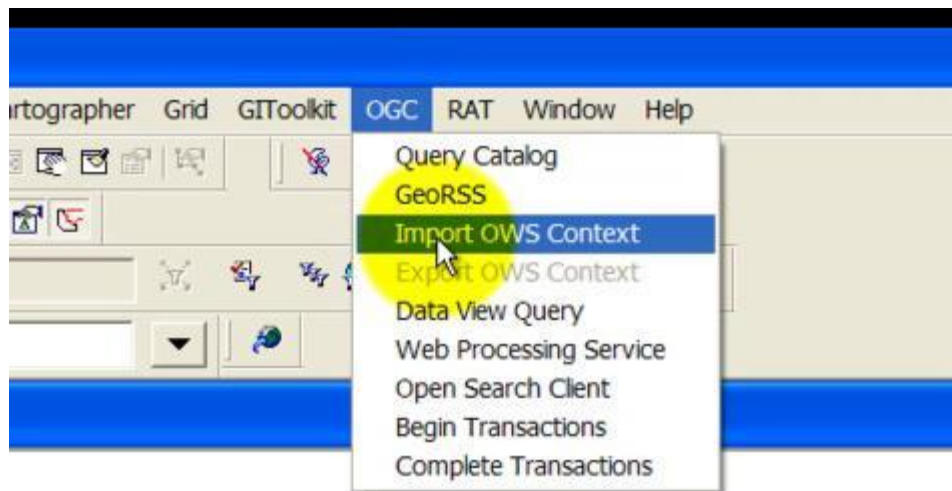 rtographer Grid GIToolkit OGC RAT Window Help
Query Catalog
GeoRSS
Import OWS Context
Export OWS Context
Data View Query
Web Processing Service
Open Search Client
Begin Transactions
Complete Transactions